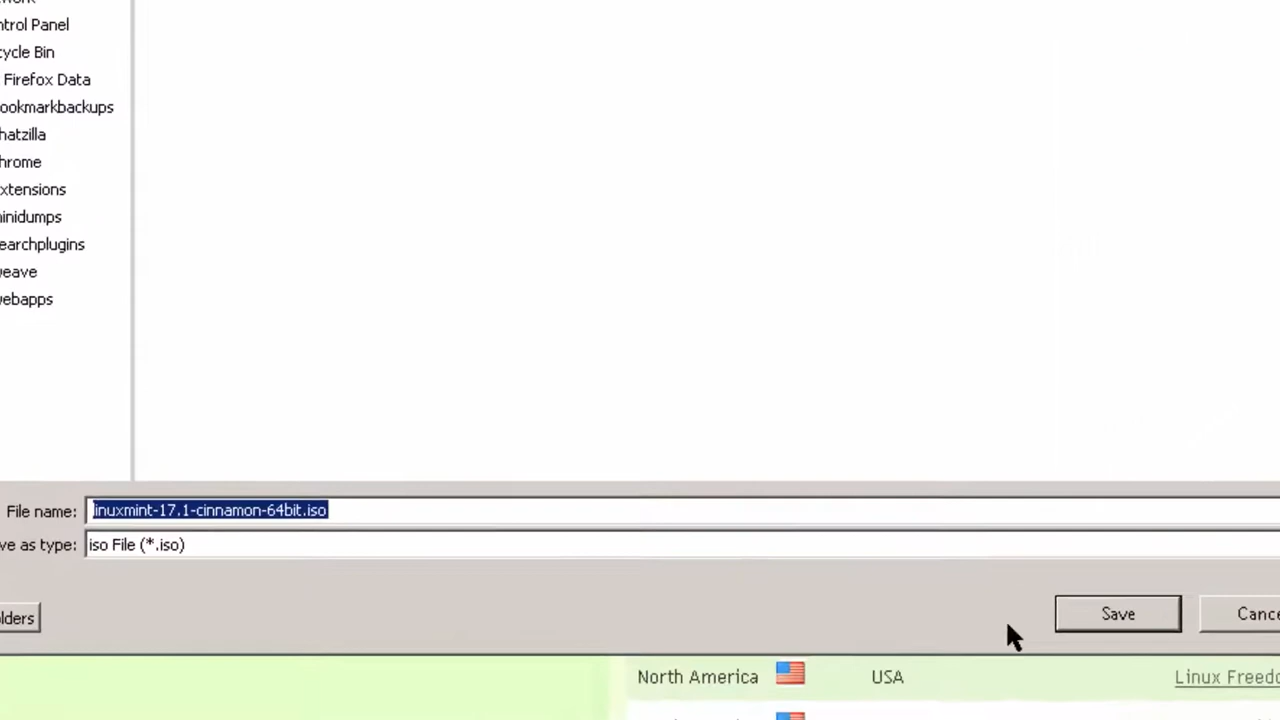 ntrol Panel
cycle Bin
Firefox Data
ookmarkbackups
hatzilla
hrome
xtensions
inidumps
earchplugins
eave
ebapps
File name: linuxmint-17.1-cinnamon-64bit.iso
ve as type: iso File (*.iso)
lders
Save
Cance
North America USA Linux Freedo